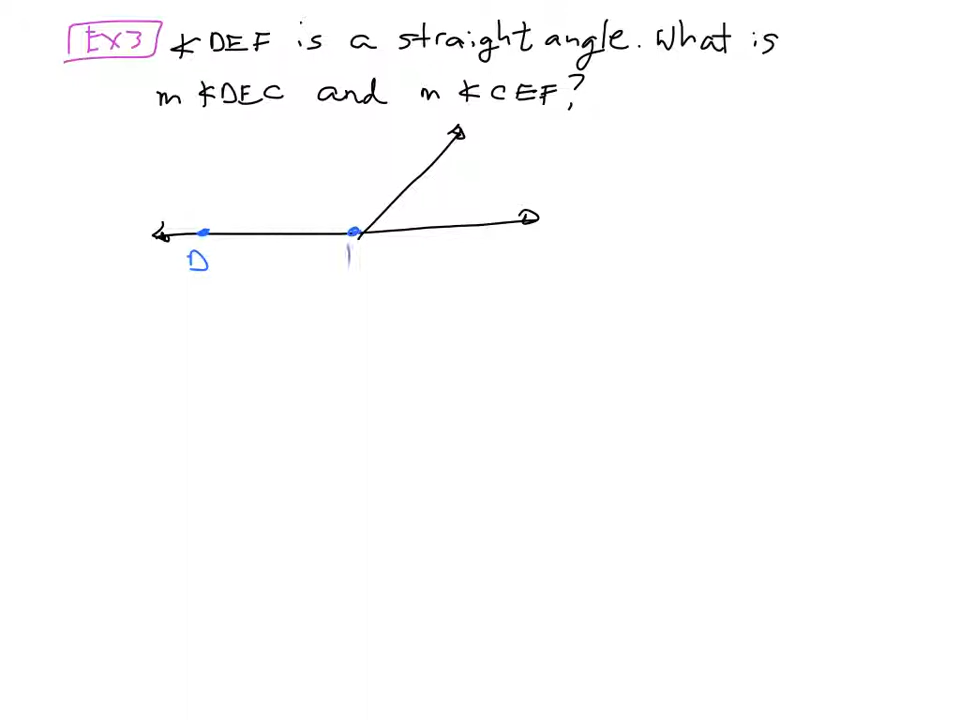 Ex3 ∡DEF is a straight angle. What is
m ∡DEC and m ∡CEF?
D